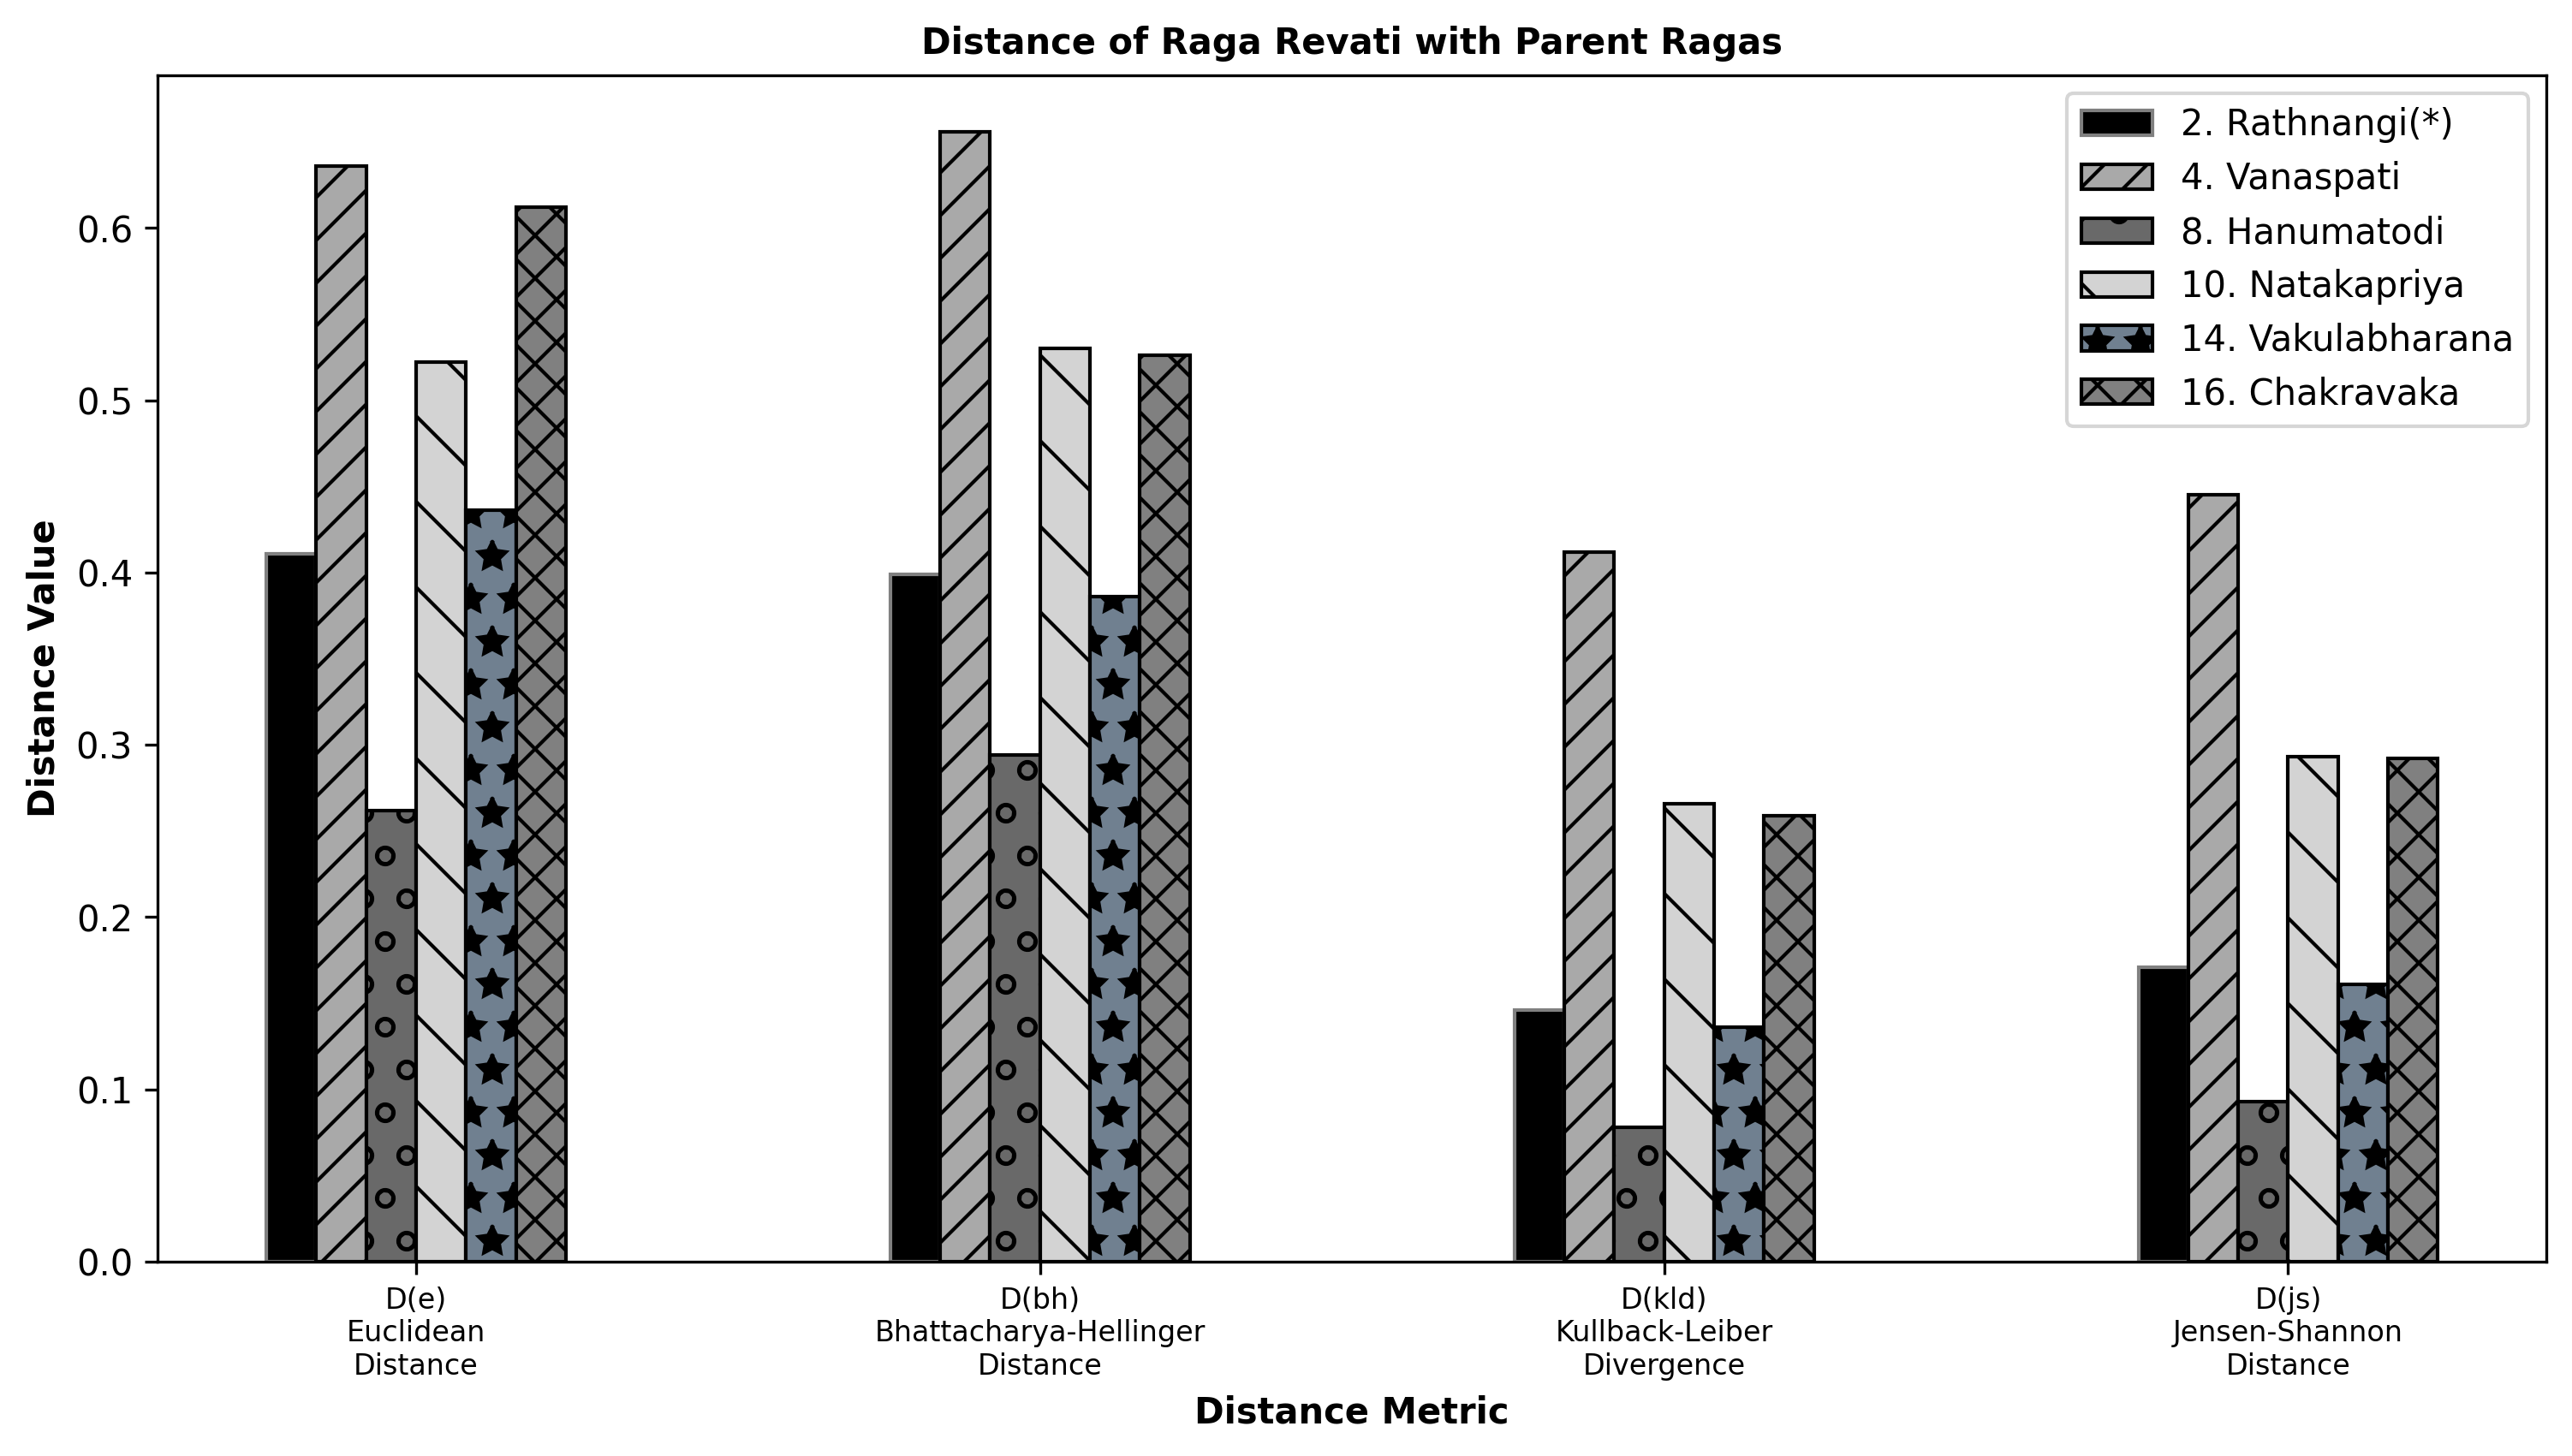 Distance of Raga Revati with Parent Ragas
2. Rathnangi(*)
4. Vanaspati
8. Hanumatodi
10. Natakapriya
14. Vakulabharana
16. Chakravaka
Distance Value
0.6
0.5
0.4
0.3
0.2
0.1
0.0
D(e)
Euclidean
Distance
D(bh)
Bhattacharya-Hellinger
Distance
D(kld)
Kullback-Leiber
Divergence
D(js)
Jensen-Shannon
Distance
Distance Metric